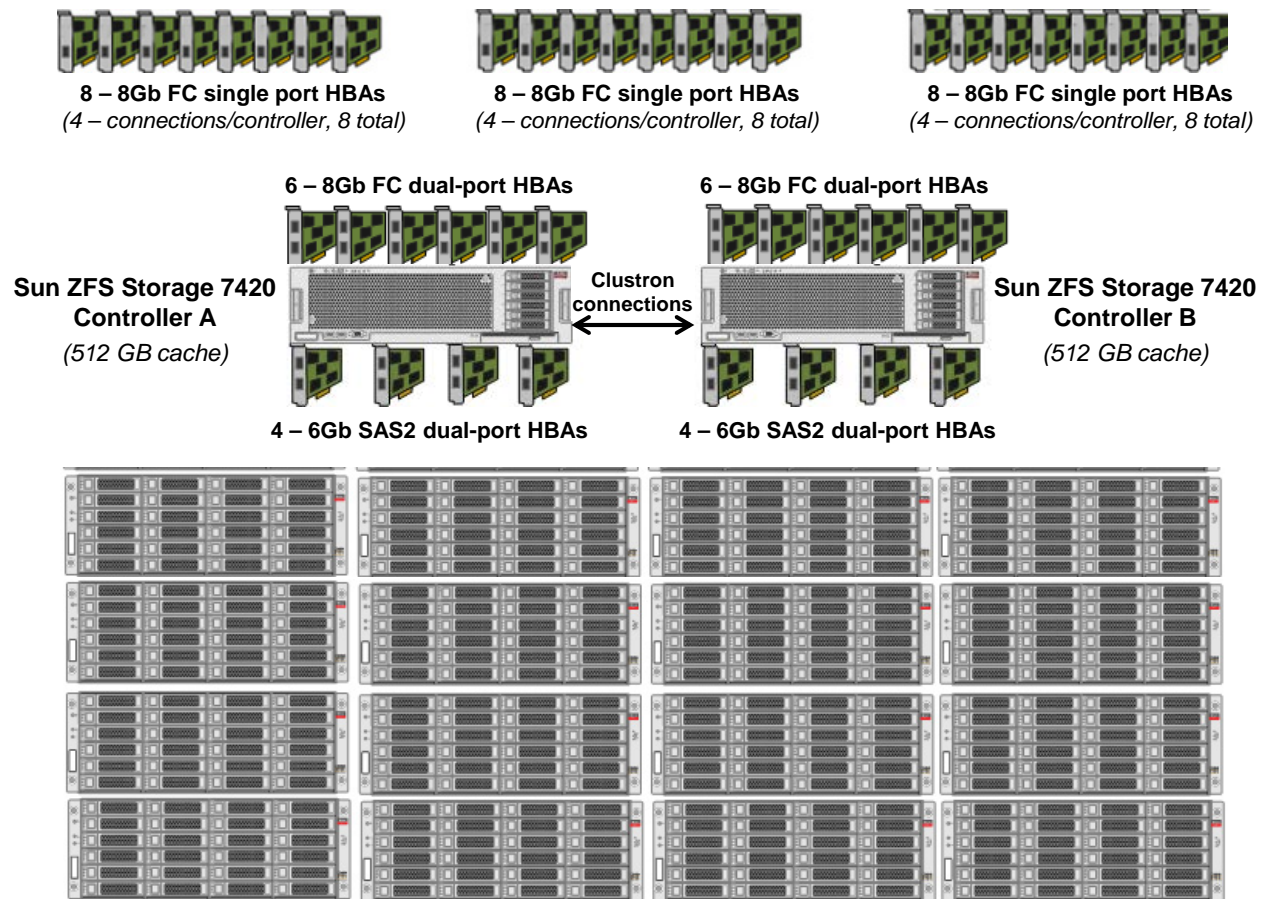 8 – 8Gb FC single port HBAs
(4 – connections/controller, 8 total)
8 – 8Gb FC single port HBAs
(4 – connections/controller, 8 total)
8 – 8Gb FC single port HBAs
(4 – connections/controller, 8 total)
6 – 8Gb FC dual-port HBAs
6 – 8Gb FC dual-port HBAs
Sun ZFS Storage 7420
Controller A
(512 GB cache)
Clustron
connections
Sun ZFS Storage 7420
Controller B
(512 GB cache)
4 – 6Gb SAS2 dual-port HBAs
4 – 6Gb SAS2 dual-port HBAs